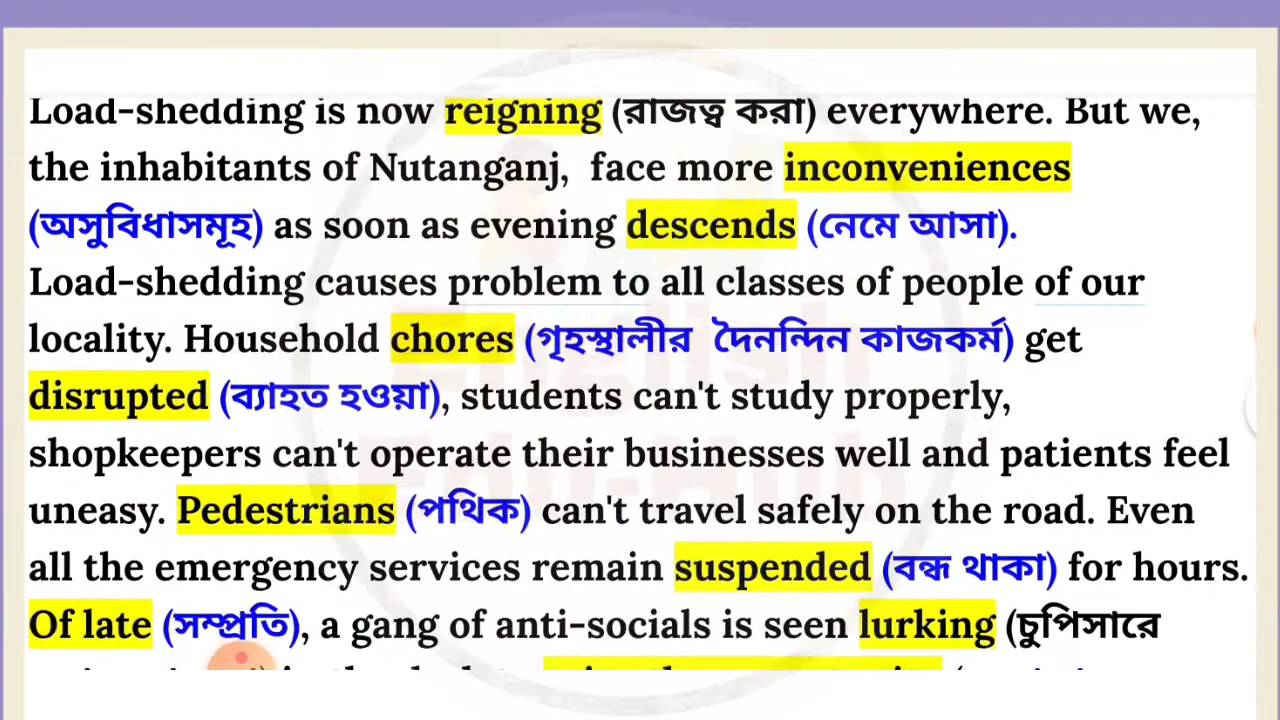 Load-shedding is now reigning (রাজত্ব করা) everywhere. But we,
the inhabitants of Nutanganj, face more inconveniences
(অসুবিধাসমূহ) as soon as evening descends (নেমে আসা).
Load-shedding causes problem to all classes of people of our
locality. Household chores (গৃহস্থালীর দৈনন্দিন কাজকর্ম) get
disrupted (ব্যাহত হওয়া), students can't study properly,
shopkeepers can't operate their businesses well and patients feel
uneasy. Pedestrians (পথিক) can't travel safely on the road. Even
all the emergency services remain suspended (বন্ধ থাকা) for hours.
Of late (সম্প্রতি), a gang of anti-socials is seen lurking (চুপিসারে